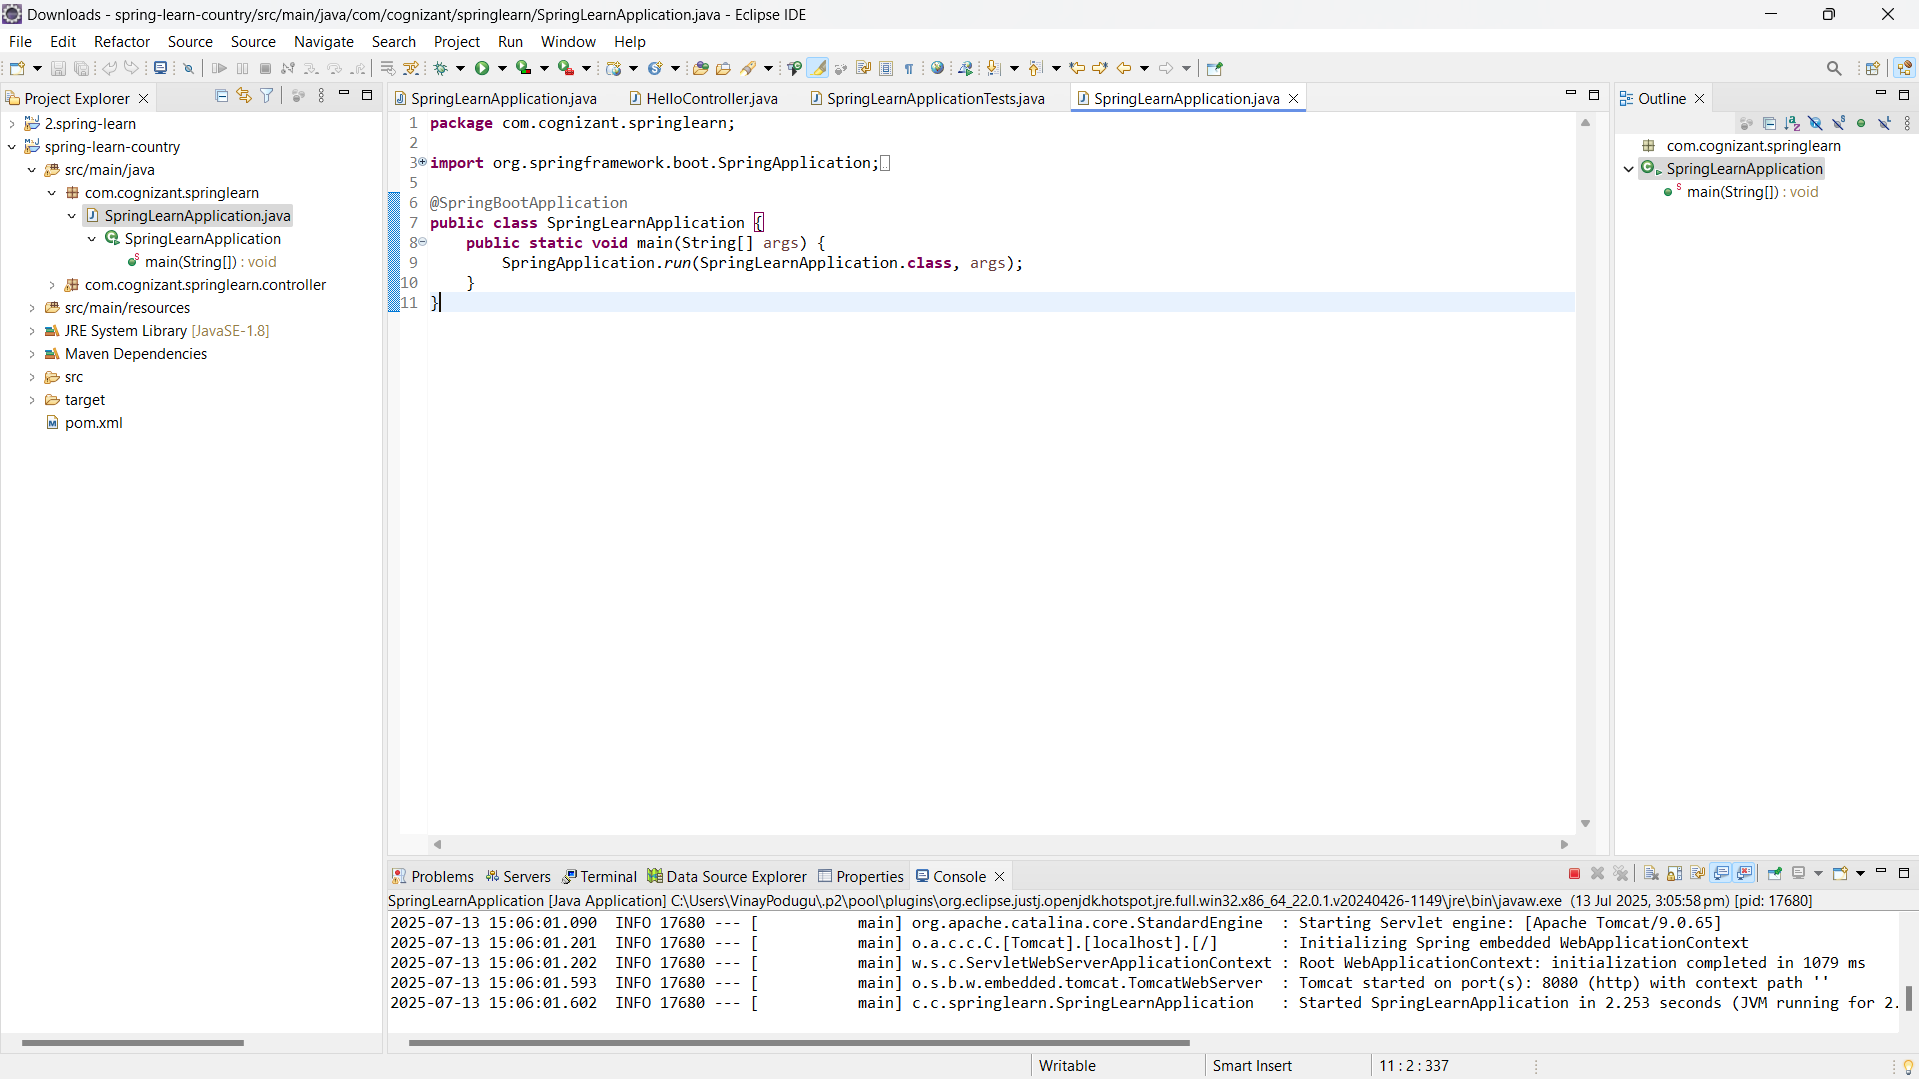 Downloads - spring-learn-country/src/main/java/com/cognizant/springlearn/SpringLearnApplication.java - Eclipse IDE
File Edit Refactor Source Source Navigate Search Project Run Window Help
Project Explorer
2.spring-learn
spring-learn-country
src/main/java
com.cognizant.springlearn
SpringLearnApplication.java
SpringLearnApplication
main(String[]) : void
com.cognizant.springlearn.controller
src/main/resources
JRE System Library [JavaSE-1.8]
Maven Dependencies
src
target
pom.xml
SpringLearnApplication.java HelloController.java SpringLearnApplicationTests.java SpringLearnApplication.java
1 package com.cognizant.springlearn;
2
3 import org.springframework.boot.SpringApplication;
5
6 @SpringBootApplication
7 public class SpringLearnApplication {
8 public static void main(String[] args) {
9 SpringApplication.run(SpringLearnApplication.class, args);
10 }
11 }
Outline
com.cognizant.springlearn
SpringLearnApplication
main(String[]) : void
Problems Servers Terminal Data Source Explorer Properties Console
SpringLearnApplication [Java Application] C:\Users\VinayPodugu\.p2\pool\plugins\org.eclipse.justj.openjdk.hotspot.jre.full.win32.x86_64_22.0.1.v20240426-1149\jre\bin\javaw.exe (13 Jul 2025, 3:05:58 pm) [pid: 17680]
2025-07-13 15:06:01.090 INFO 17680 --- [ main] org.apache.catalina.core.StandardEngine : Starting Servlet engine: [Apache Tomcat/9.0.65]
2025-07-13 15:06:01.201 INFO 17680 --- [ main] o.a.c.c.C.[Tomcat].[localhost].[/] : Initializing Spring embedded WebApplicationContext
2025-07-13 15:06:01.202 INFO 17680 --- [ main] w.s.c.ServletWebServerApplicationContext : Root WebApplicationContext: initialization completed in 1079 ms
2025-07-13 15:06:01.593 INFO 17680 --- [ main] o.s.b.w.embedded.tomcat.TomcatWebServer : Tomcat started on port(s): 8080 (http) with context path ''
2025-07-13 15:06:01.602 INFO 17680 --- [ main] c.c.springlearn.SpringLearnApplication : Started SpringLearnApplication in 2.253 seconds (JVM running for 2.
Writable Smart Insert 11 : 2 : 337